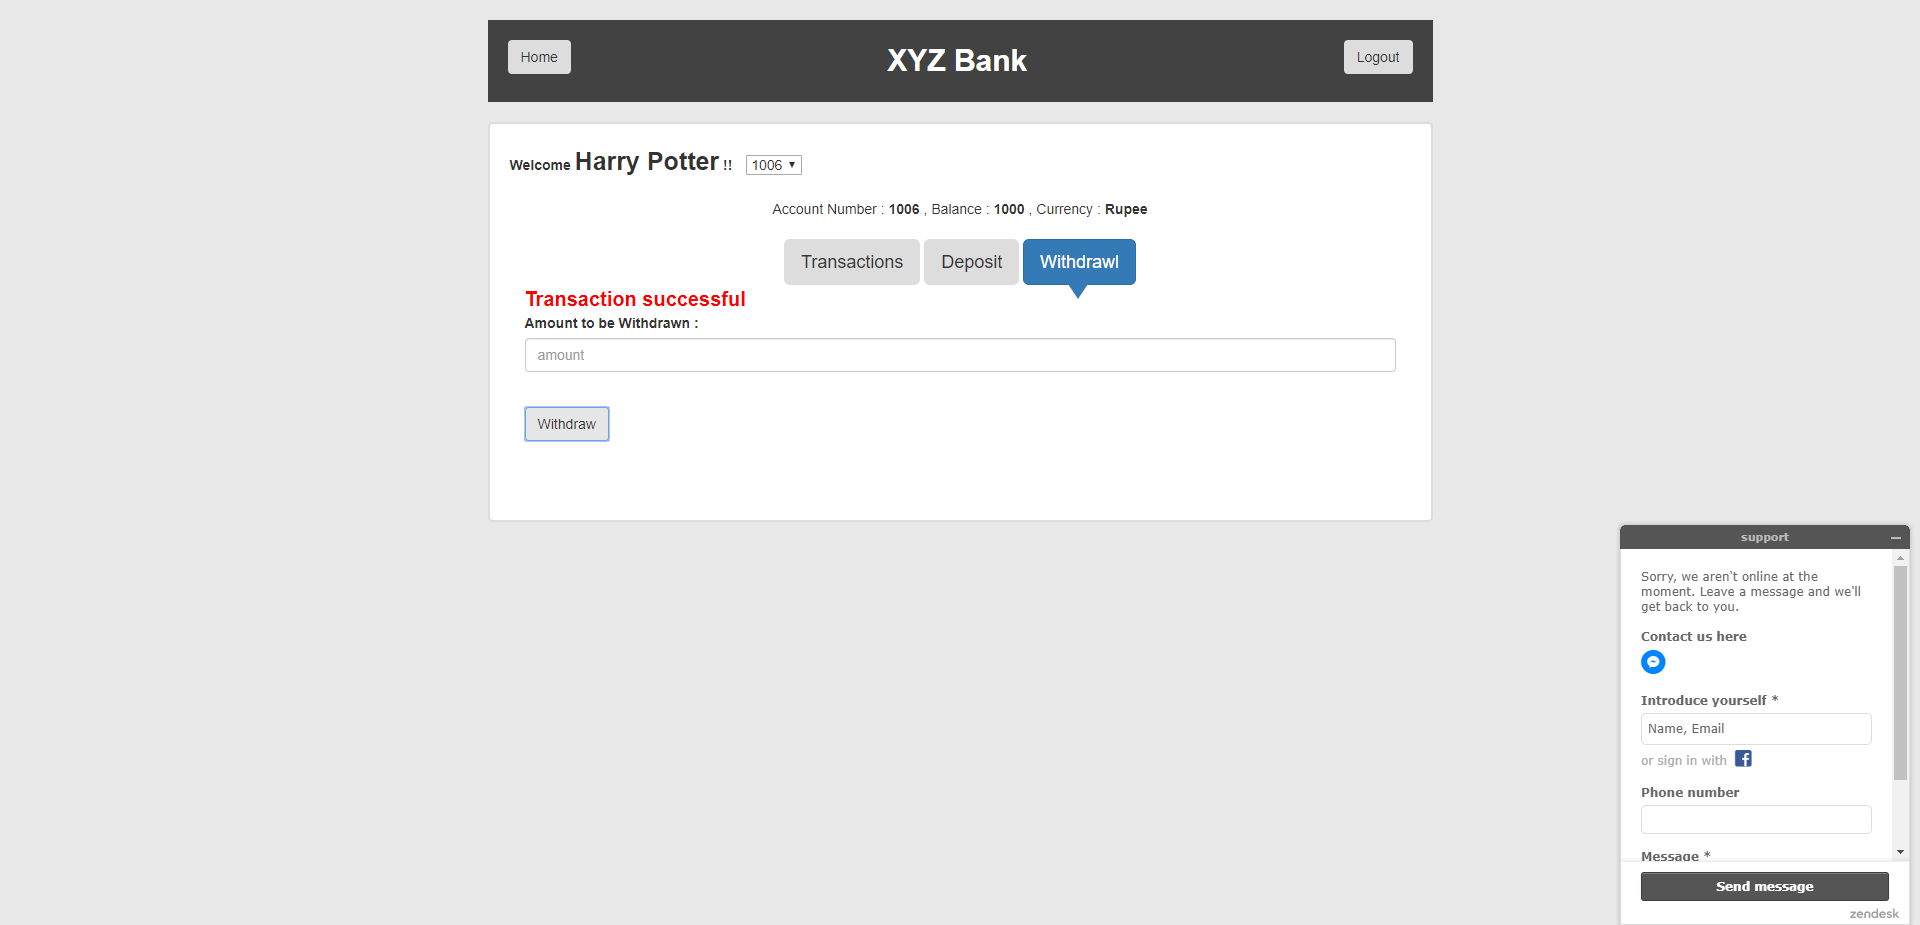 Home
XYZ Bank
Logout
Welcome Harry Potter !! 1006
Account Number : 1006 , Balance : 1000 , Currency : Rupee
Transactions Deposit Withdrawl
Transaction successful
Amount to be Withdrawn :
amount
Withdraw
support
Sorry, we aren't online at the
moment. Leave a message and we'll
get back to you.
Contact us here
Introduce yourself *
Name, Email
or sign in with
Phone number
Message *
Send message
zendesk